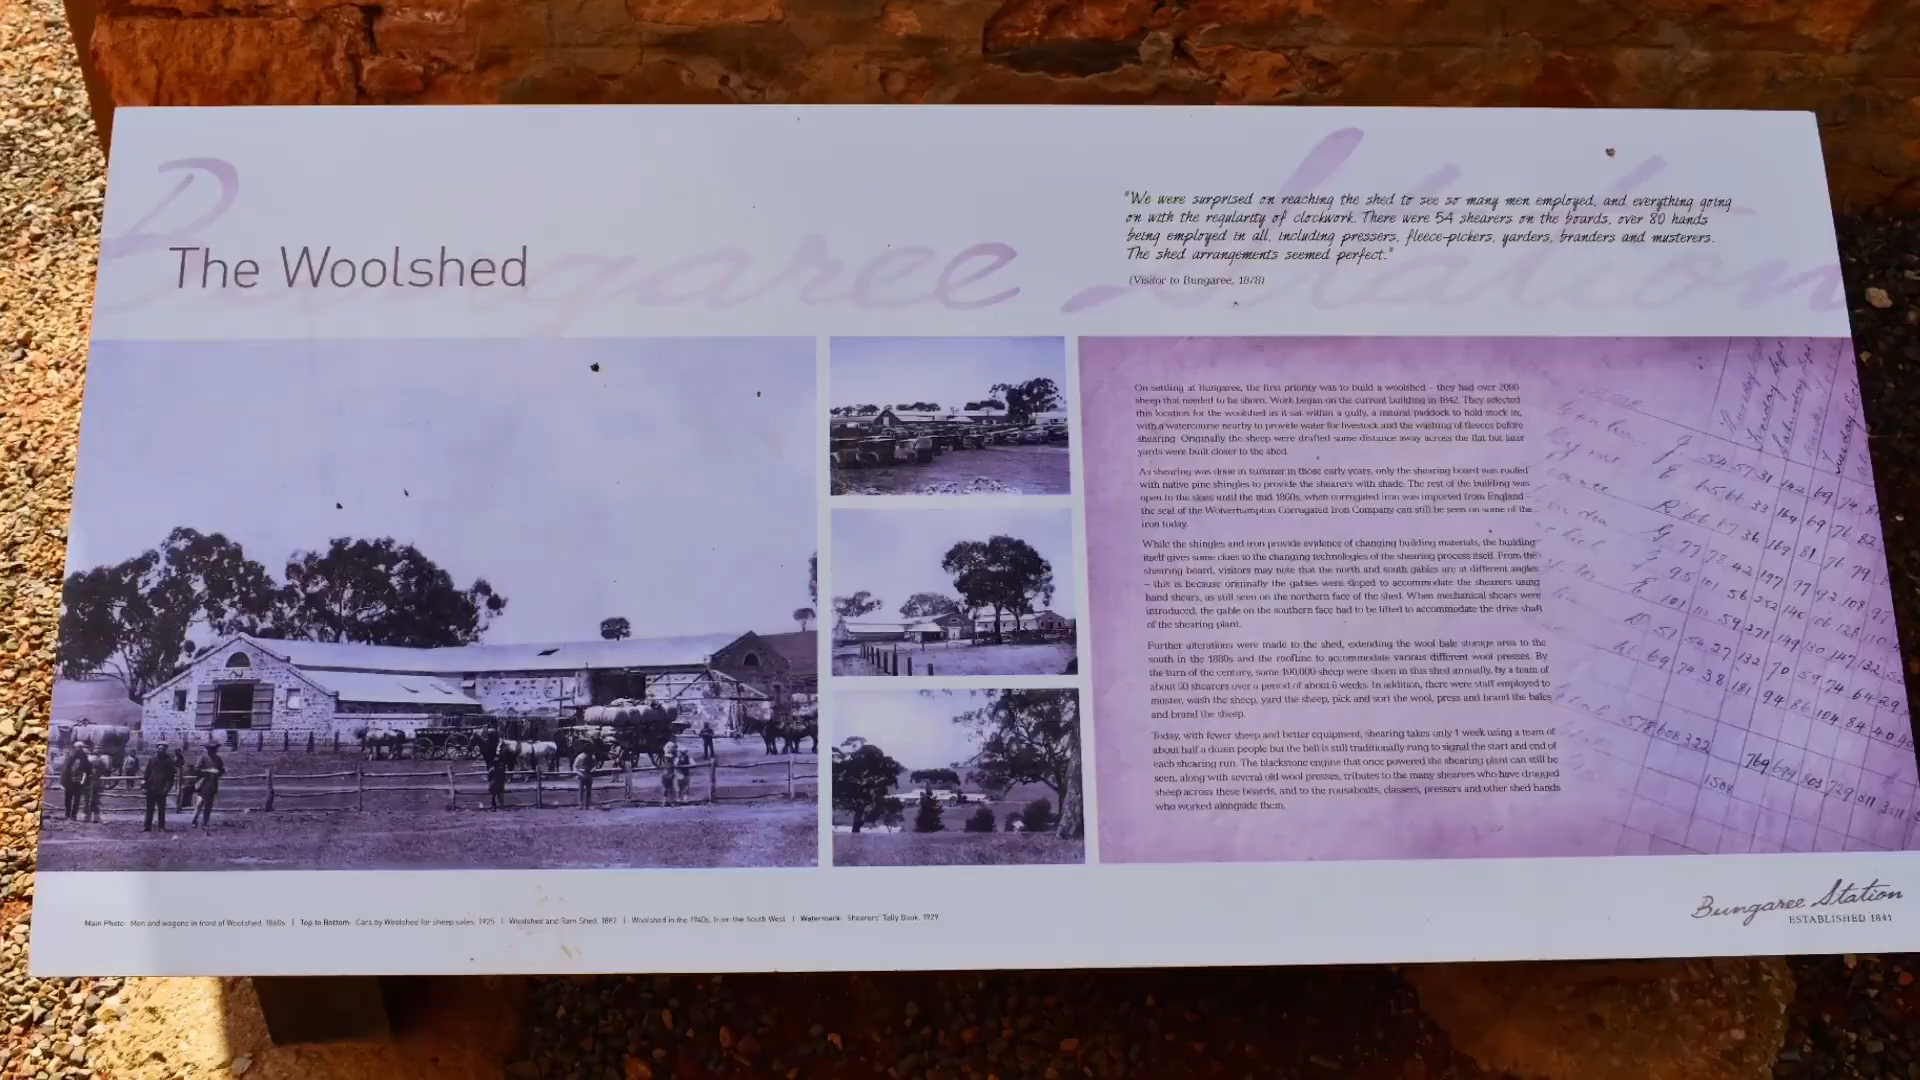 The Woolshed
"We were surprised on reaching the shed to see so many men employed, and everything going
on with the regularity of clockwork. There were 54 shearers on the boards, over 80 hands
being employed in all, including pressers, fleece-pickers, yarders, branders and musterers.
The shed arrangements seemed perfect."
(Visitor to Bungaree, 1878)
On settling at Bungaree, the first priority was to build a woolshed – they had over 2000
sheep that needed to be shorn. Work began on the current building in 1842. They selected
this location for the woolshed as it sat within a gully, a natural paddock to hold stock in,
with a watercourse nearby to provide water for livestock and the washing of fleeces before
shearing. Originally the sheep were drafted some distance away across the flat but later
yards were built closer to the shed.
As shearing was done in summer in those early years, only the shearing board was roofed
with native pine shingles to provide the shearers with shade. The rest of the building was
open to the skies until the mid 1860s, when corrugated iron was imported from England –
the seal of the Wolverhampton Corrugated Iron Company can still be seen on some of the
iron today.
While the shingles and iron provide evidence of changing building materials, the building
itself gives some clues to the changing technologies of the shearing process itself. From the
shearing board, visitors may note that the north and south gables are at different angles
– this is because originally the gables were sloped to accommodate the shearers using
hand shears, as still seen on the northern face of the shed. When mechanical shears were
introduced, the gable on the southern face had to be lifted to accommodate the drive shaft
of the shearing plant.
Further alterations were made to the shed, extending the wool bale storage area to the
south in the 1880s and the roofline to accommodate various different wool presses. By
the turn of the century, some 100,000 sheep were shorn in this shed annually, by a team of
about 50 shearers over a period of about 6 weeks. In addition, there were staff employed to
muster, wash the sheep, yard the sheep, pick and sort the wool, press and brand the bales
and brand the sheep.
Today, with fewer sheep and better equipment, shearing takes only 1 week using a team of
about half a dozen people but the bell is still traditionally rung to signal the start and end of
each shearing run. The blackstone engine that once powered the shearing plant can still be
seen, along with several old wool presses, tributes to the many shearers who have dragged
sheep across these boards, and to the rousabouts, classers, pressers and other shed hands
who worked alongside them.
Main Photo: Men and wagons in front of Woolshed, 1860s | Top to Bottom: Cars by Woolshed for sheep sales, 1925 | Woolshed and Ram Shed, 1882 | Woolshed in the 1940s, from the South West | Watermark: Shearers' Tally Book, 1929
Bungaree Station
ESTABLISHED 1841